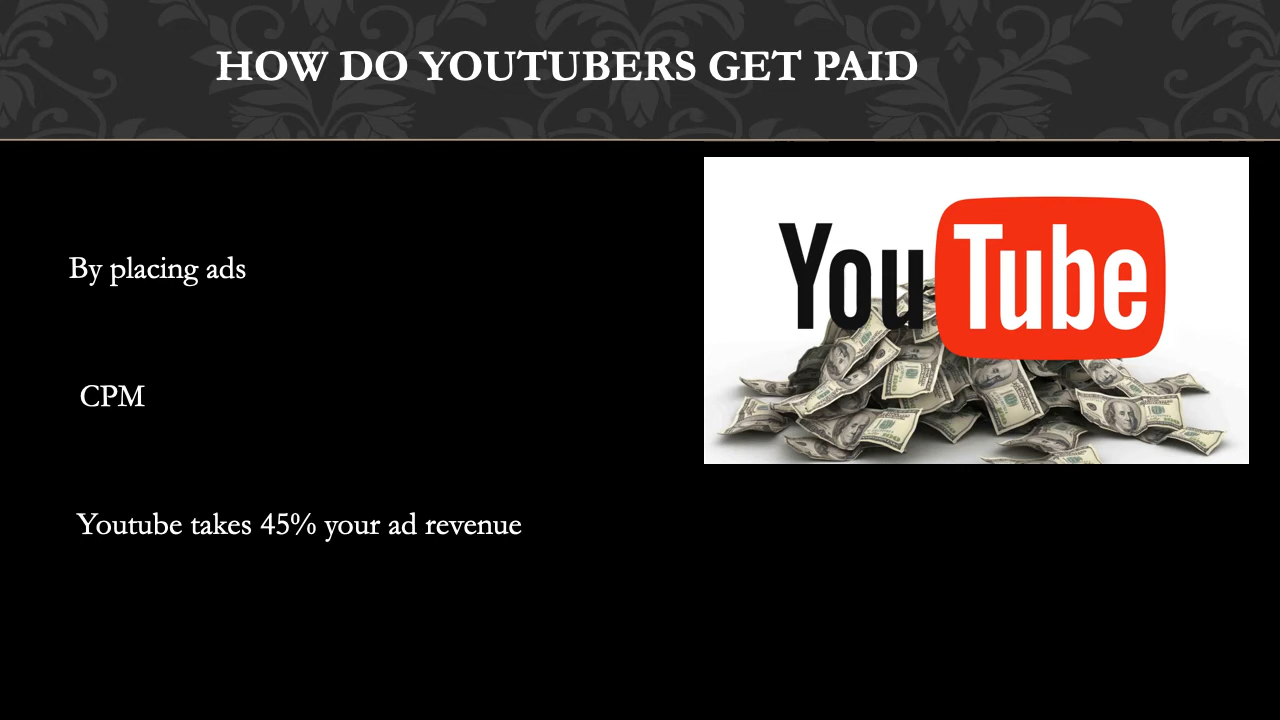 HOW DO YOUTUBERS GET PAID
By placing ads
CPM
Youtube takes 45% your ad revenue
YouTube